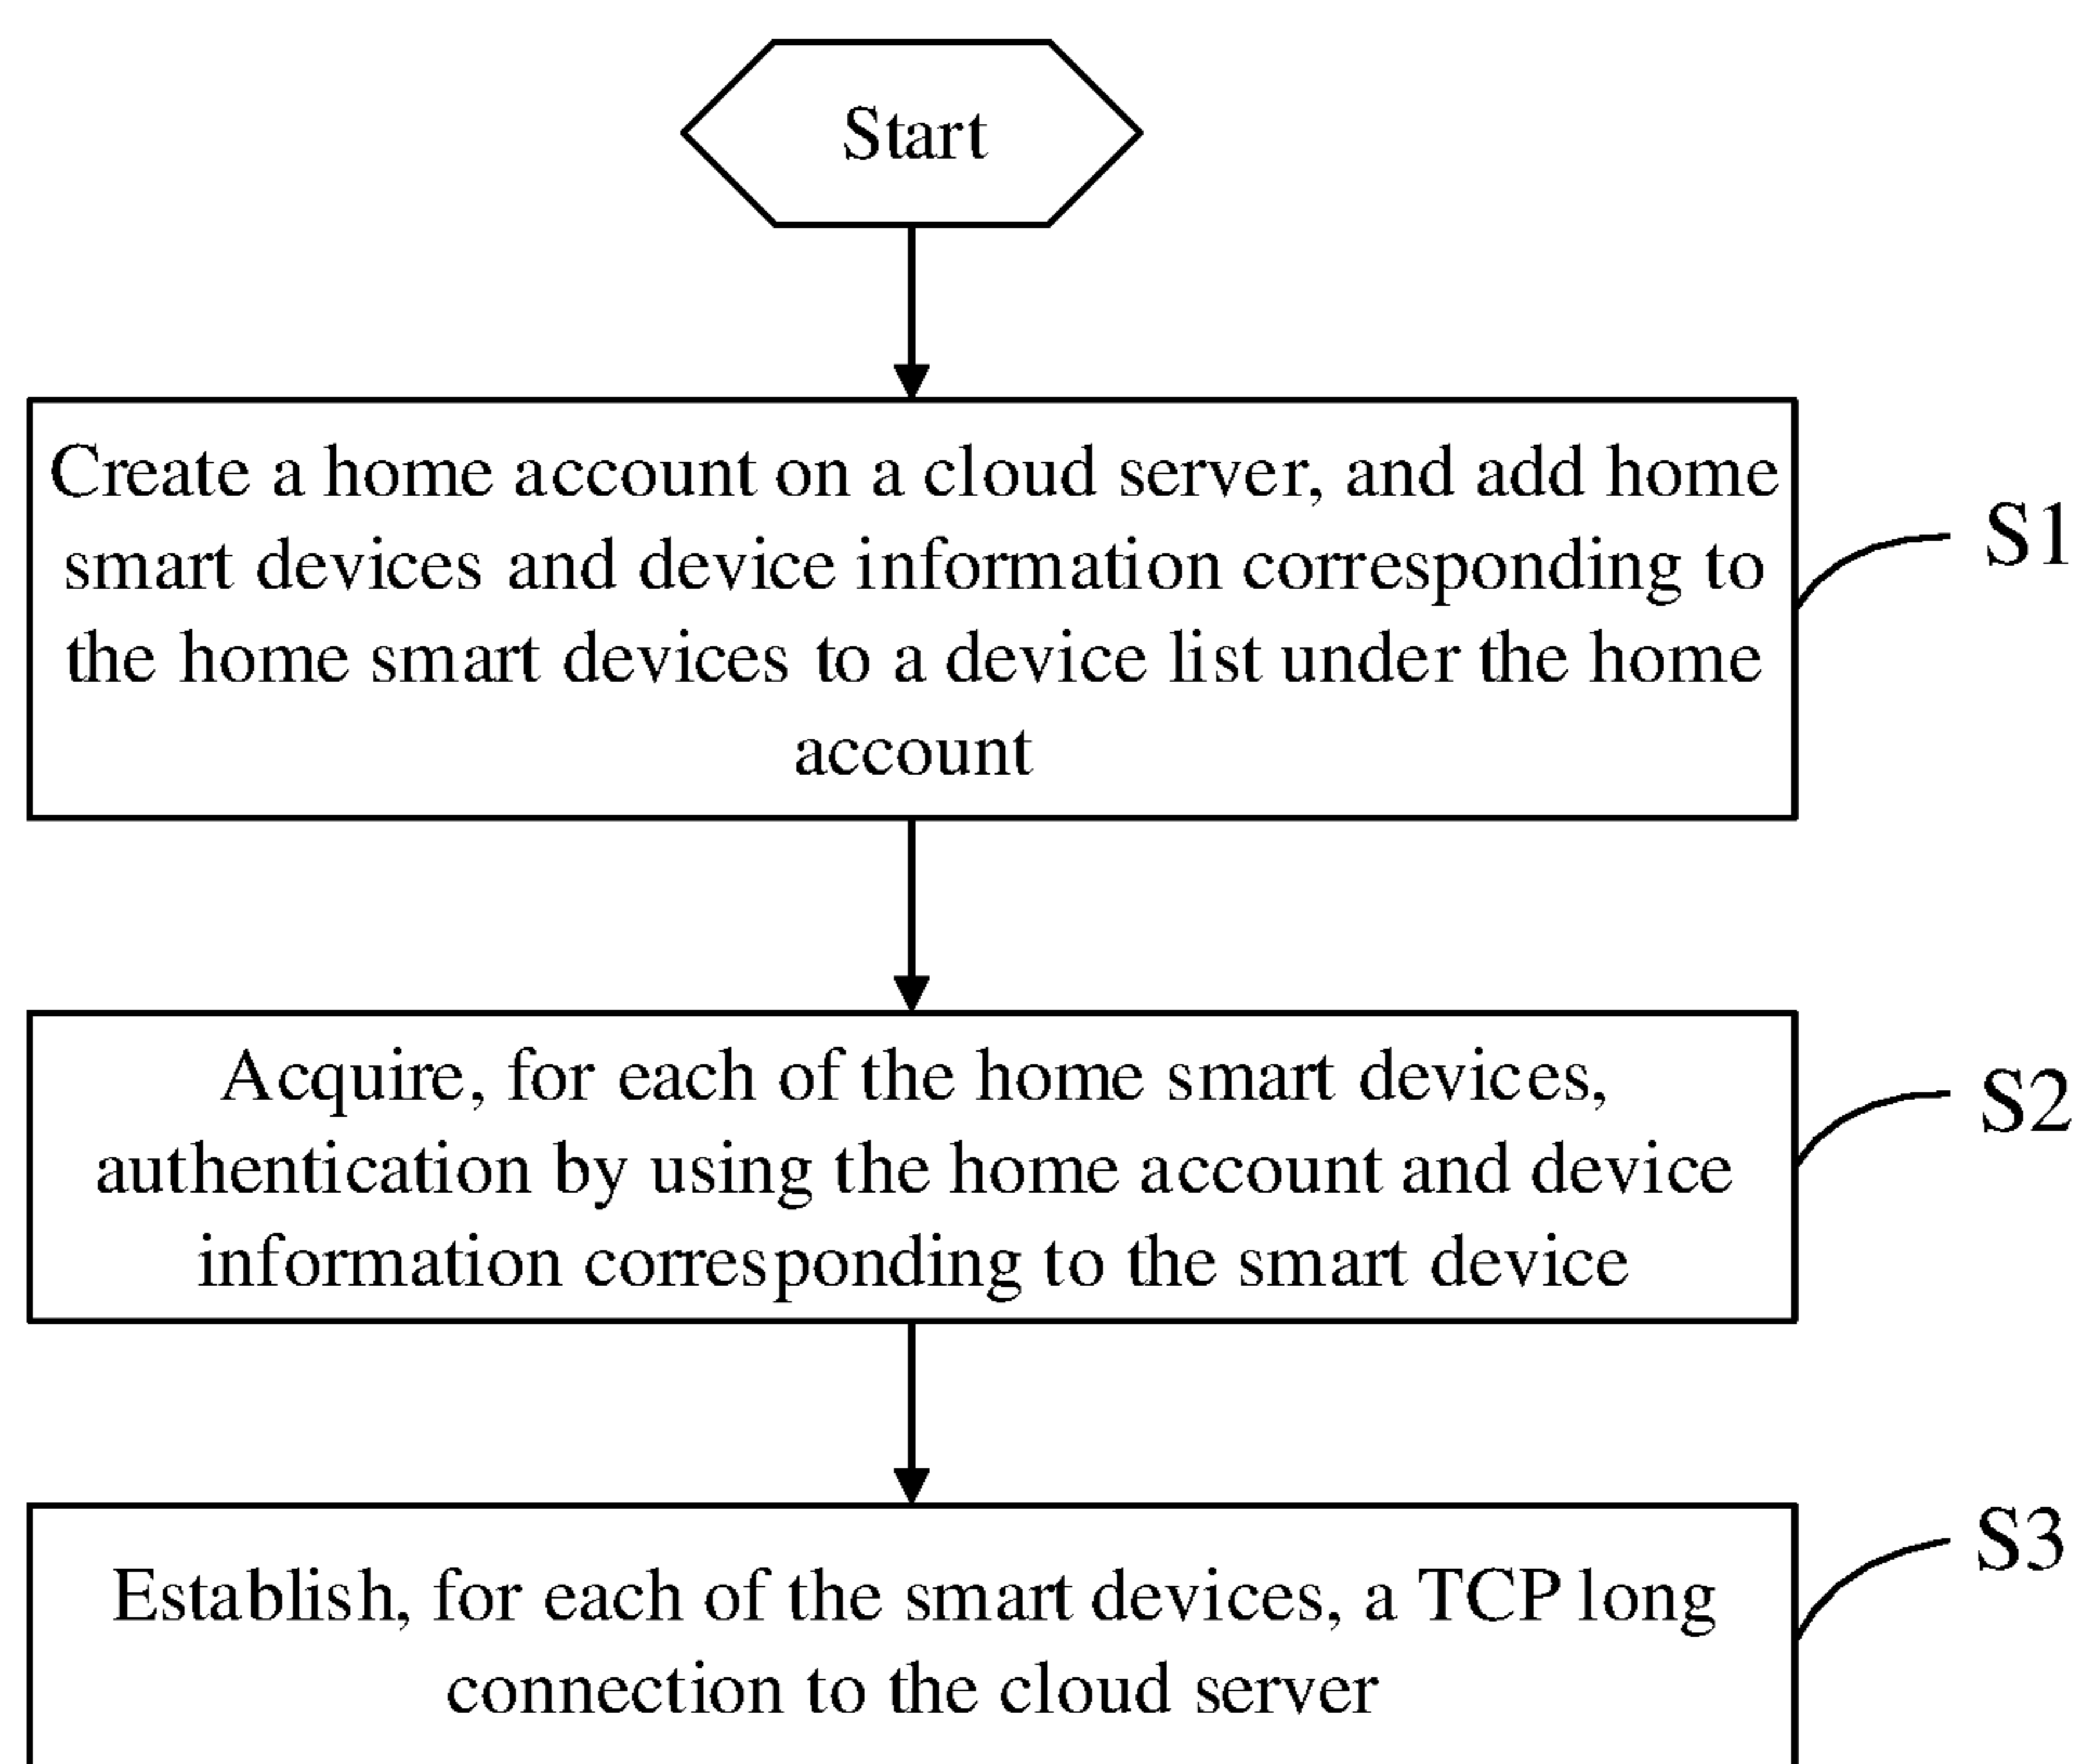 Start
Create a home account on a cloud server, and add home
smart devices and device information corresponding to
the home smart devices to a device list under the home
account
S1
Acquire, for each of the home smart devices,
authentication by using the home account and device
information corresponding to the smart device
S2
Establish, for each of the smart devices, a TCP long
connection to the cloud server
S3